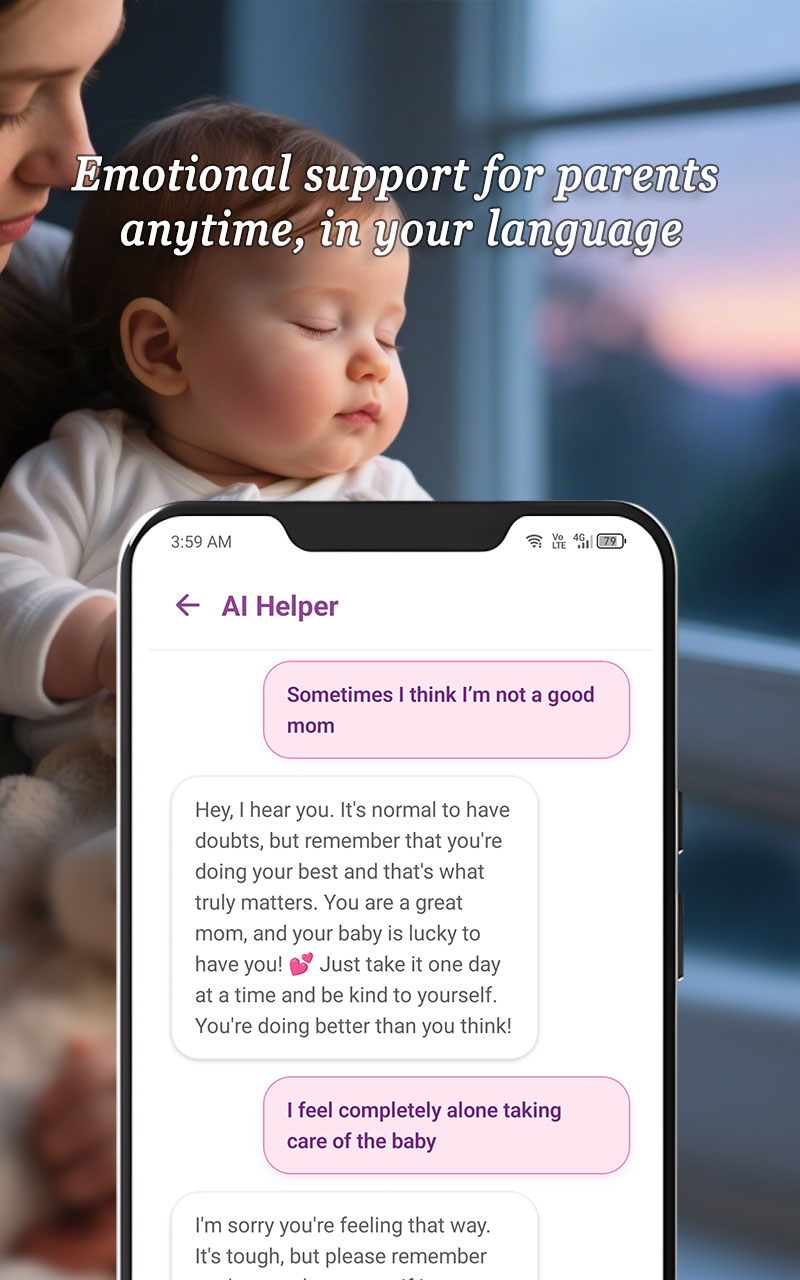 Emotional support for parents
anytime, in your language
3:59 AM
Vo
LTE
4G
79
AI Helper
Sometimes I think I’m not a good
mom
Hey, I hear you. It's normal to have
doubts, but remember that you're
doing your best and that's what
truly matters. You are a great
mom, and your baby is lucky to
have you! 💕 Just take it one day
at a time and be kind to yourself.
You're doing better than you think!
I feel completely alone taking
care of the baby
I'm sorry you're feeling that way.
It's tough, but please remember